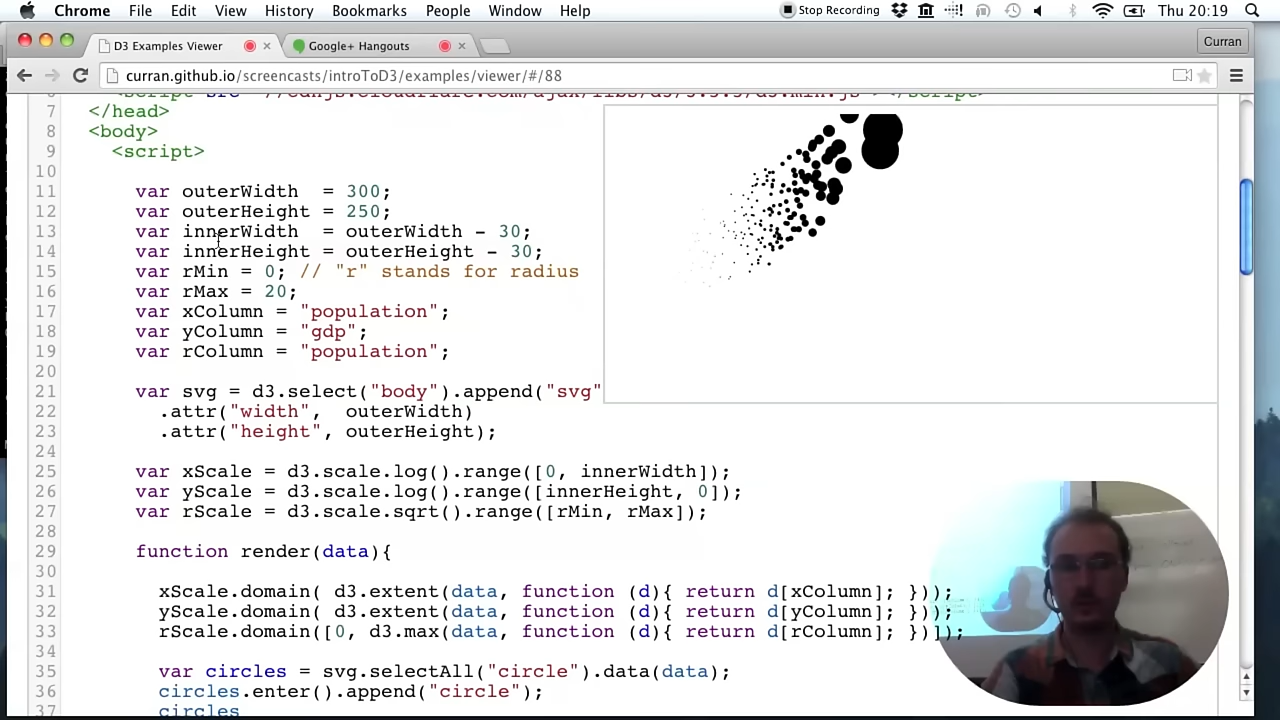 Chrome File Edit View History Bookmarks People Window Help Stop Recording Thu 20:19
D3 Examples Viewer × Google+ Hangouts × Curran
curran.github.io/screencasts/introToD3/examples/viewer/#/88
7 </head>
8 <body>
9 <script>
10
11 var outerWidth = 300;
12 var outerHeight = 250;
13 var innerWidth = outerWidth - 30;
14 var innerHeight = outerHeight - 30;
15 var rMin = 0; // "r" stands for radius
16 var rMax = 20;
17 var xColumn = "population";
18 var yColumn = "gdp";
19 var rColumn = "population";
20
21 var svg = d3.select("body").append("svg"
22 .attr("width", outerWidth)
23 .attr("height", outerHeight);
24
25 var xScale = d3.scale.log().range([0, innerWidth]);
26 var yScale = d3.scale.log().range([innerHeight, 0]);
27 var rScale = d3.scale.sqrt().range([rMin, rMax]);
28
29 function render(data){
30
31 xScale.domain( d3.extent(data, function (d){ return d[xColumn]; }));
32 yScale.domain( d3.extent(data, function (d){ return d[yColumn]; }));
33 rScale.domain([0, d3.max(data, function (d){ return d[rColumn]; })]);
34
35 var circles = svg.selectAll("circle").data(data);
36 circles.enter().append("circle");
37 circles